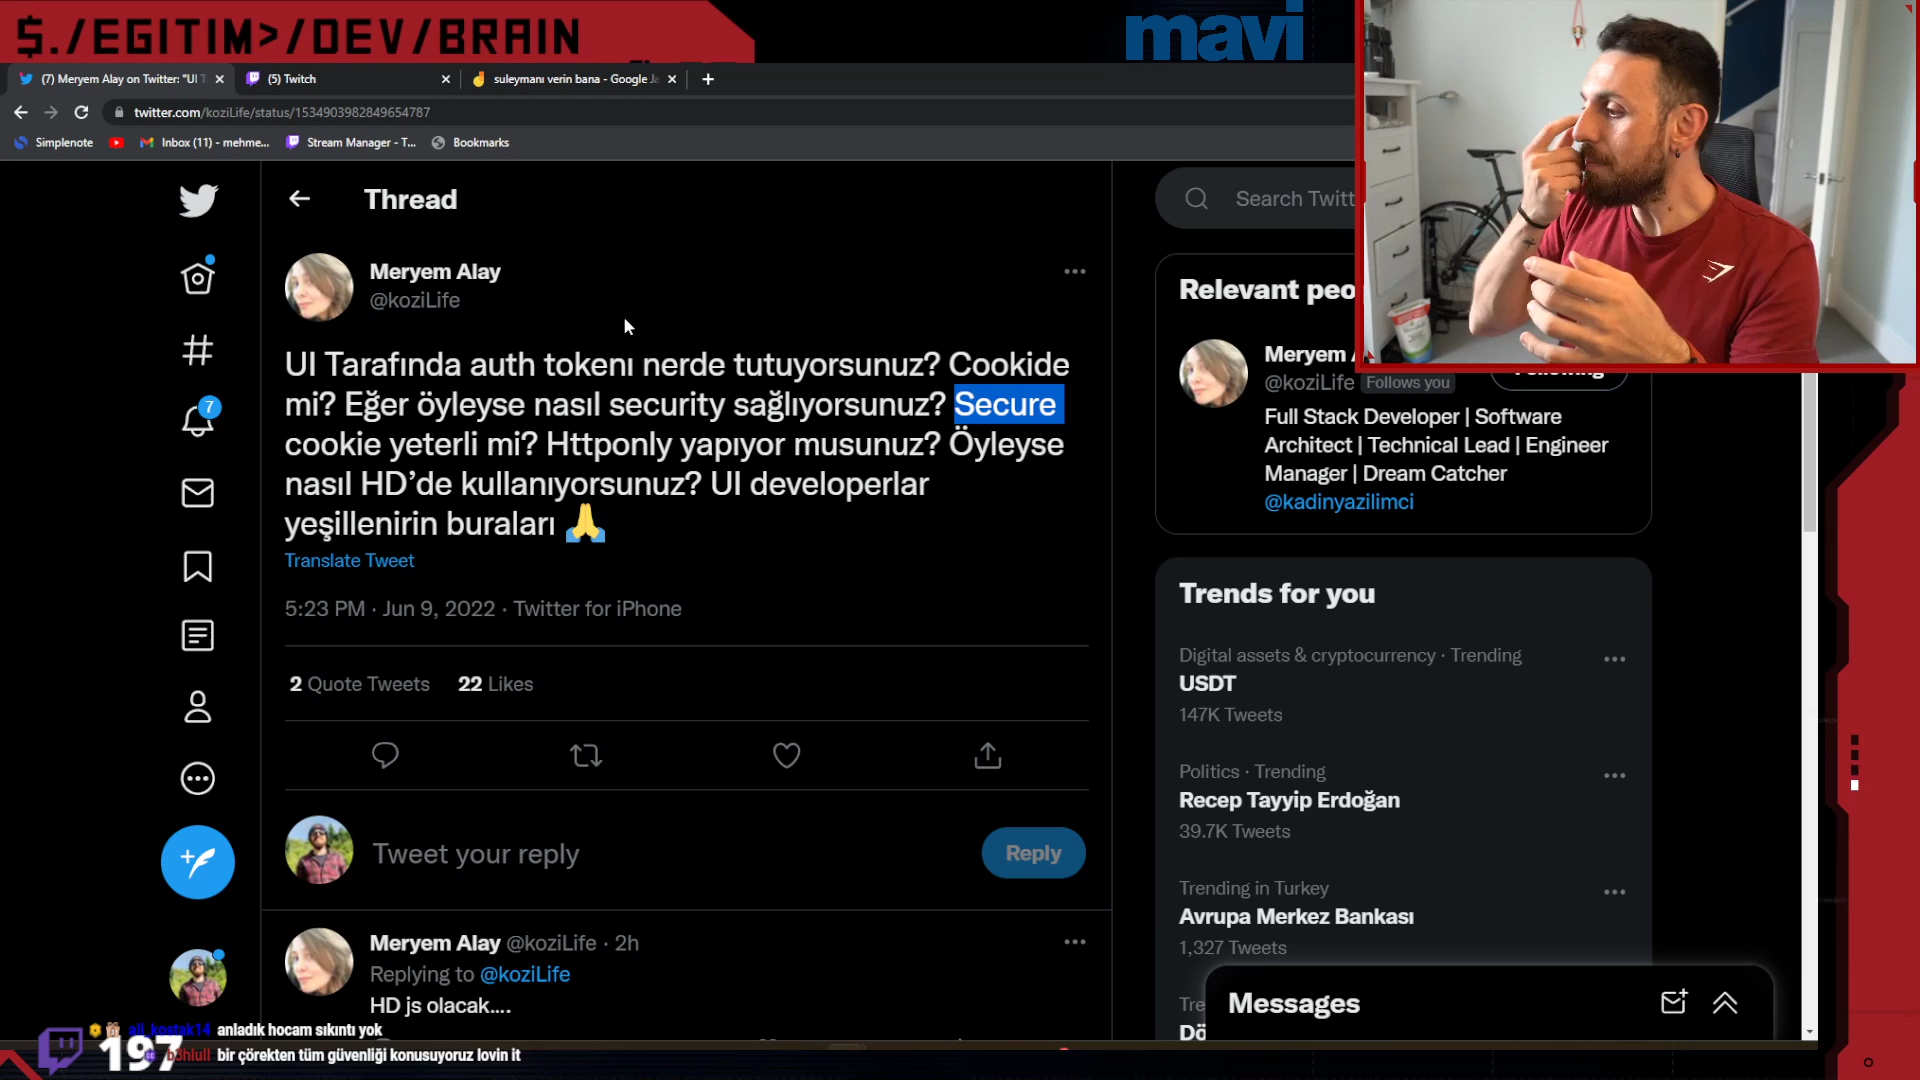 $./EGITIM>/DEV/BRAIN
mavi
(7) Meryem Alay on Twitter: "UI T
(5) Twitch
suleymanı verin bana - Google Ja
twitter.com/koziLife/status/1534903982849654787
Simplenote
Inbox (11) - mehme...
Stream Manager - T...
Bookmarks
Thread
Search Twitt
Meryem Alay
@koziLife
UI Tarafında auth tokenı nerde tutuyorsunuz? Cookide
mi? Eğer öyleyse nasıl security sağlıyorsunuz? Secure
cookie yeterli mi? Httponly yapıyor musunuz? Öyleyse
nasıl HD’de kullanıyorsunuz? UI developerlar
yeşillenirin buraları 🙏
Translate Tweet
5:23 PM · Jun 9, 2022 · Twitter for iPhone
2 Quote Tweets 22 Likes
Tweet your reply
Reply
Meryem Alay @koziLife · 2h
Replying to @koziLife
HD js olacak....
7
Relevant peo
Meryem A
@koziLife Follows you
Following
Full Stack Developer | Software
Architect | Technical Lead | Engineer
Manager | Dream Catcher
@kadinyazilimci
Trends for you
Digital assets & cryptocurrency · Trending
USDT
147K Tweets
Politics · Trending
Recep Tayyip Erdoğan
39.7K Tweets
Trending in Turkey
Avrupa Merkez Bankası
1,327 Tweets
Tre
Dö
Messages
ali_kostak14 anladık hocam sıkıntı yok
197
bir çörekten tüm güvenliği konusuyoruz lovin it